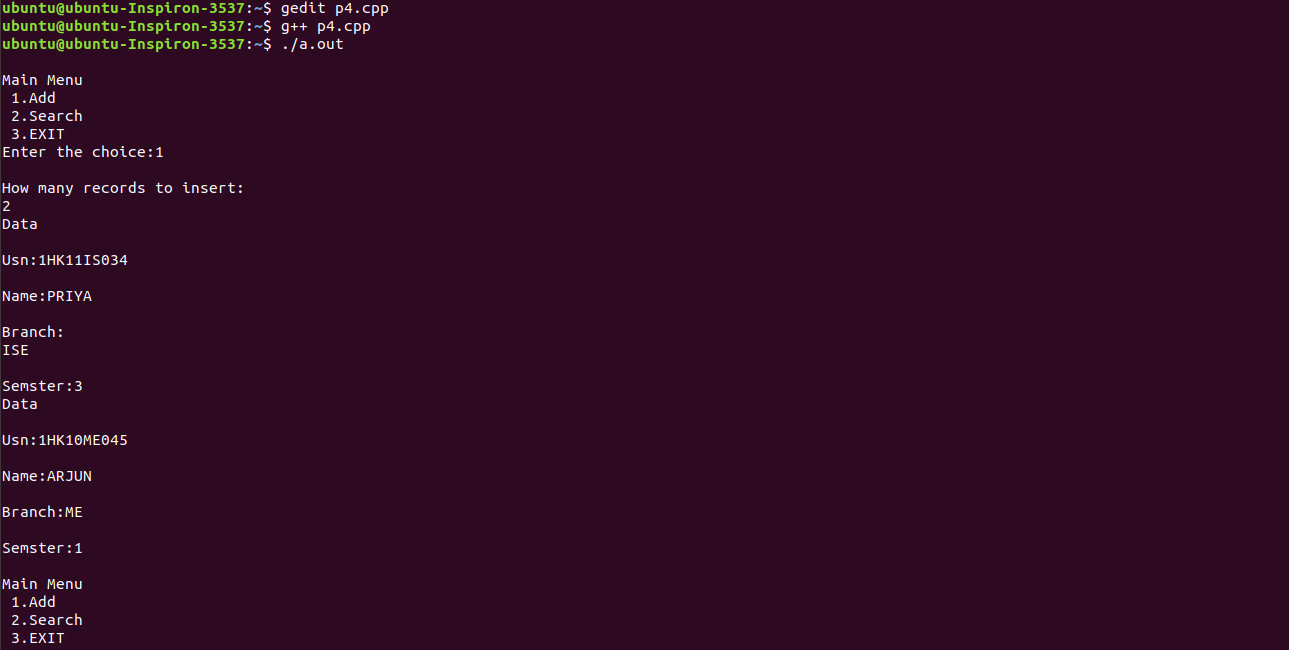 ubuntu@ubuntu-Inspiron-3537:~$ gedit p4.cpp
ubuntu@ubuntu-Inspiron-3537:~$ g++ p4.cpp
ubuntu@ubuntu-Inspiron-3537:~$ ./a.out
Main Menu
1.Add
2.Search
3.EXIT
Enter the choice:1
How many records to insert:
2
Data
Usn:1HK11IS034
Name:PRIYA
Branch:
ISE
Semster:3
Data
Usn:1HK10ME045
Name:ARJUN
Branch:ME
Semster:1
Main Menu
1.Add
2.Search
3.EXIT